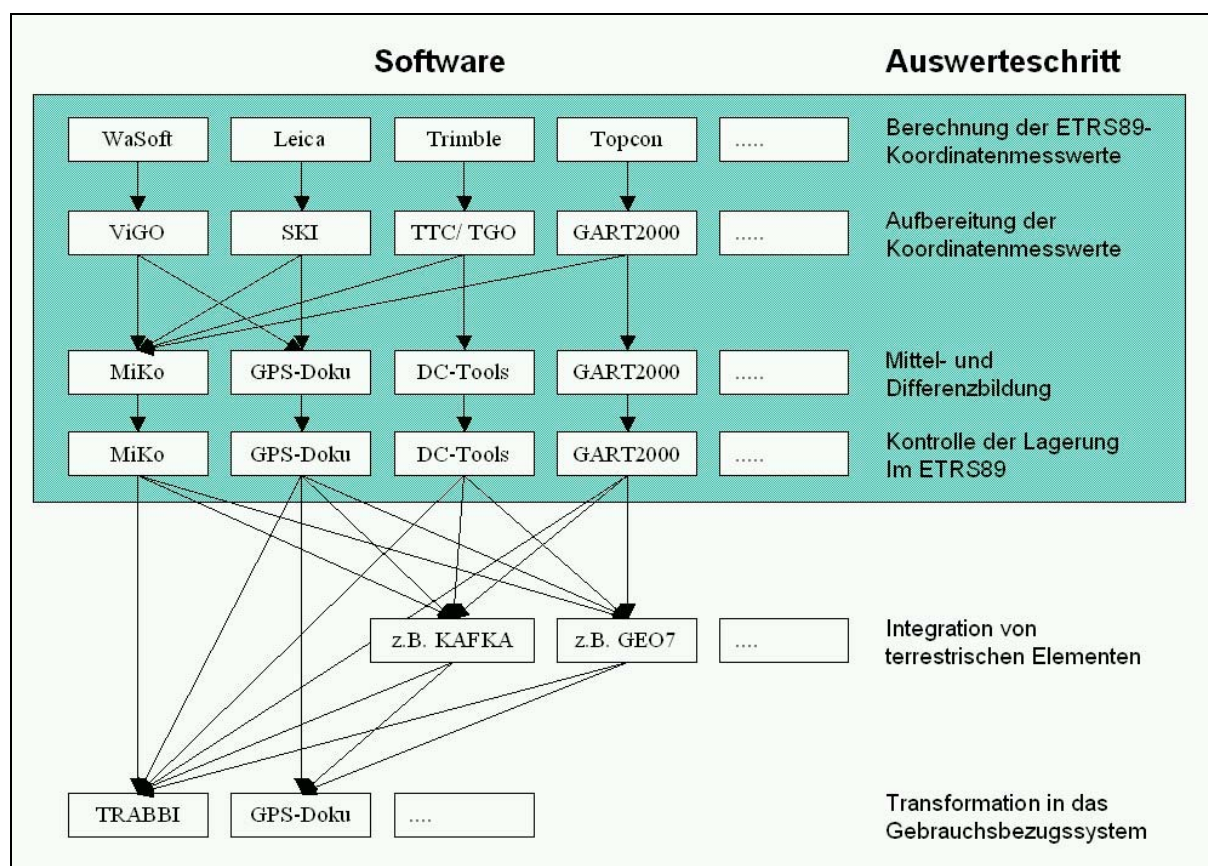 Software Auswerteschritt
WaSoft Leica Trimble Topcon ..... Berechnung der ETRS89-
Koordinatenmesswerte
ViGO SKI TTC/ TGO GART2000 ..... Aufbereitung der
Koordinatenmesswerte
MiKo GPS-Doku DC-Tools GART2000 ..... Mittel- und
Differenzbildung
MiKo GPS-Doku DC-Tools GART2000 ..... Kontrolle der Lagerung
Im ETRS89
z.B. KAFKA z.B. GEO7 .... Integration von
terrestrischen Elementen
TRABBI GPS-Doku .... Transformation in das
Gebrauchsbezugssystem